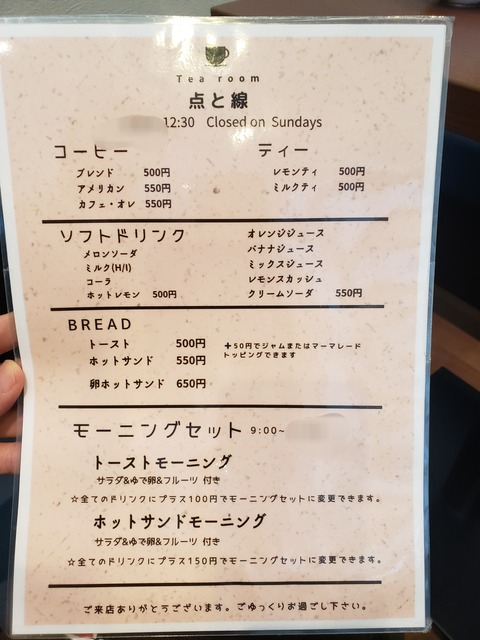 Tea room
点と線
12:30 Closed on Sundays
コーヒー
ブレンド 500円
アメリカン 550円
カフェ・オレ 550円
ティー
レモンティ 500円
ミルクティ 500円
ソフトドリンク
メロンソーダ
ミルク(H/I)
コーラ
ホットレモン 500円
オレンジジュース
バナナジュース
ミックスジュース
レモンスカッシュ
クリームソーダ 550円
BREAD
トースト 500円
ホットサンド 550円
卵ホットサンド 650円
+50円でジャムまたはマーマレード
トッピングできます
モーニングセット 9:00~
トーストモーニング
サラダ&ゆで卵&フルーツ 付き
☆全てのドリンクにプラス100円でモーニングセットに変更できます。
ホットサンドモーニング
サラダ&ゆで卵&フルーツ 付き
☆全てのドリンクにプラス150円でモーニングセットに変更できます。
ご来店ありがとうございます。ごゆっくりお過ごし下さい。